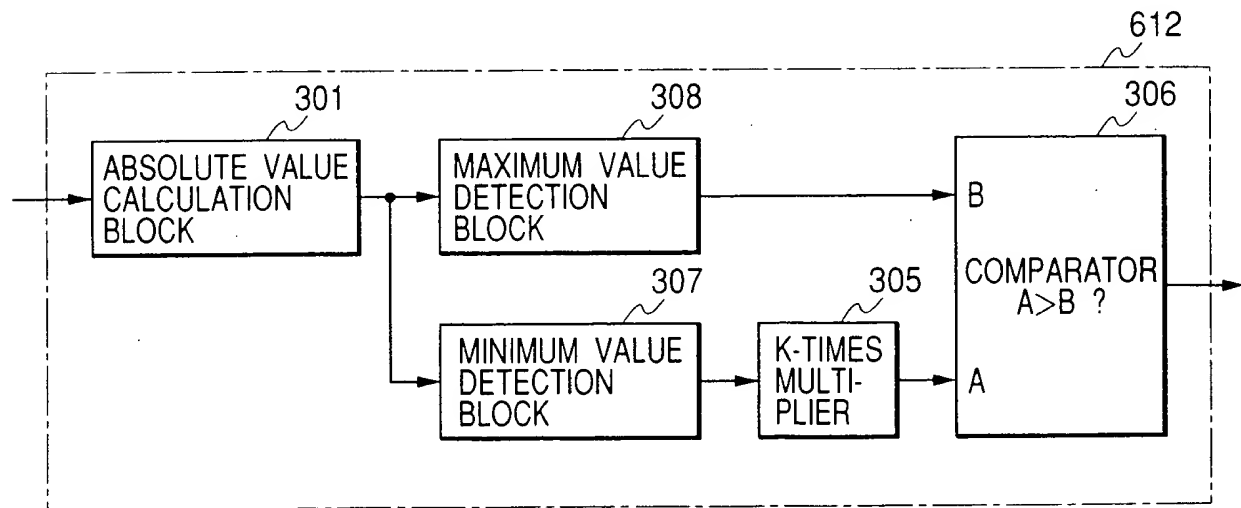 612
301
308
306
ABSOLUTE VALUE
CALCULATION
BLOCK
MAXIMUM VALUE
DETECTION
BLOCK
B
COMPARATOR
A>B ?
A
307
305
MINIMUM VALUE
DETECTION
BLOCK
K-TIMES
MULTI-
PLIER